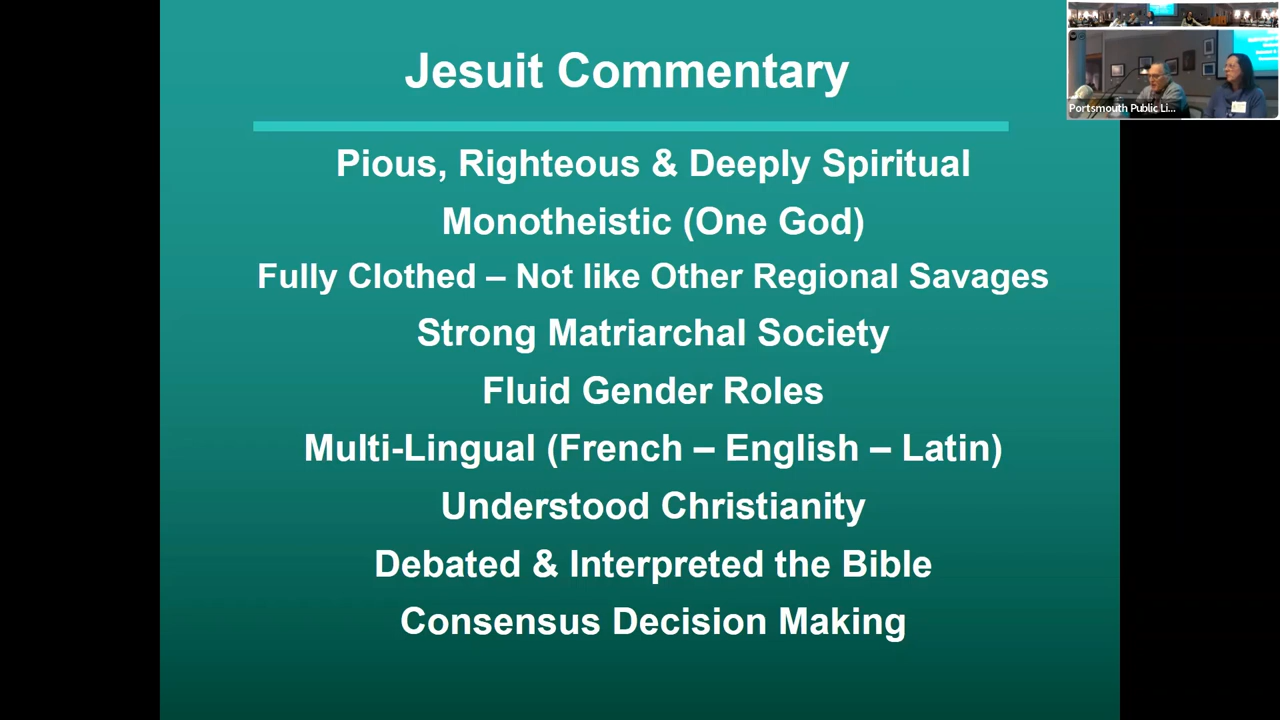 Jesuit Commentary
Pious, Righteous & Deeply Spiritual
Monotheistic (One God)
Fully Clothed – Not like Other Regional Savages
Strong Matriarchal Society
Fluid Gender Roles
Multi-Lingual (French – English – Latin)
Understood Christianity
Debated & Interpreted the Bible
Consensus Decision Making
Portsmouth Public Li...